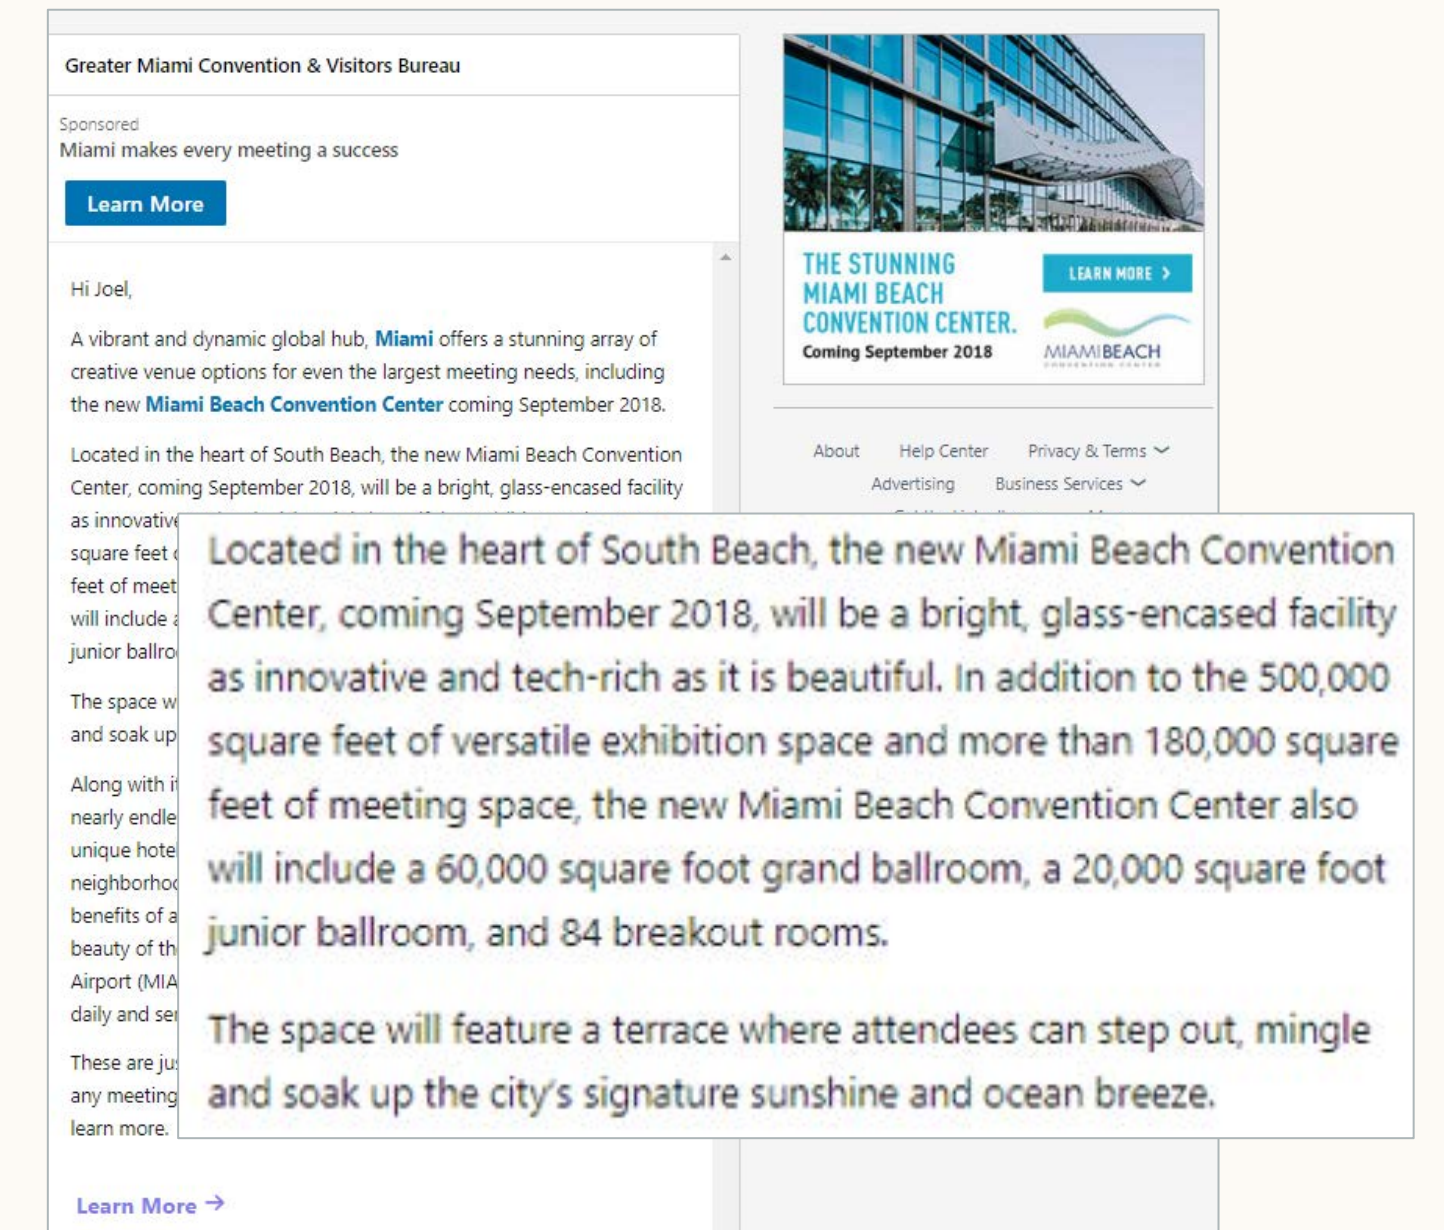 Greater Miami Convention & Visitors Bureau
Sponsored
Miami makes every meeting a success
Learn More
Hi Joel,
A vibrant and dynamic global hub, Miami offers a stunning array of
creative venue options for even the largest meeting needs, including
the new Miami Beach Convention Center coming September 2018.
Located in the heart of South Beach, the new Miami Beach Convention
Center, coming September 2018, will be a bright, glass-encased facility
as innovative
square feet
feet of meet
will include
junior ballro
The space w
and soak up
Along with
nearly endle
unique hotel
neighborhoo
benefits of a
beauty of th
Airport (MIA
daily and se
These are ju
any meeting
learn more.
Learn More →
THE STUNNING
MIAMI BEACH
CONVENTION CENTER.
Coming September 2018
LEARN MORE >
MIAMIBEACH
CONVENTION CENTER
About Help Center Privacy & Terms
Advertising Business Services
Located in the heart of South Beach, the new Miami Beach Convention
Center, coming September 2018, will be a bright, glass-encased facility
as innovative and tech-rich as it is beautiful. In addition to the 500,000
square feet of versatile exhibition space and more than 180,000 square
feet of meeting space, the new Miami Beach Convention Center also
will include a 60,000 square foot grand ballroom, a 20,000 square foot
junior ballroom, and 84 breakout rooms.
The space will feature a terrace where attendees can step out, mingle
and soak up the city's signature sunshine and ocean breeze.